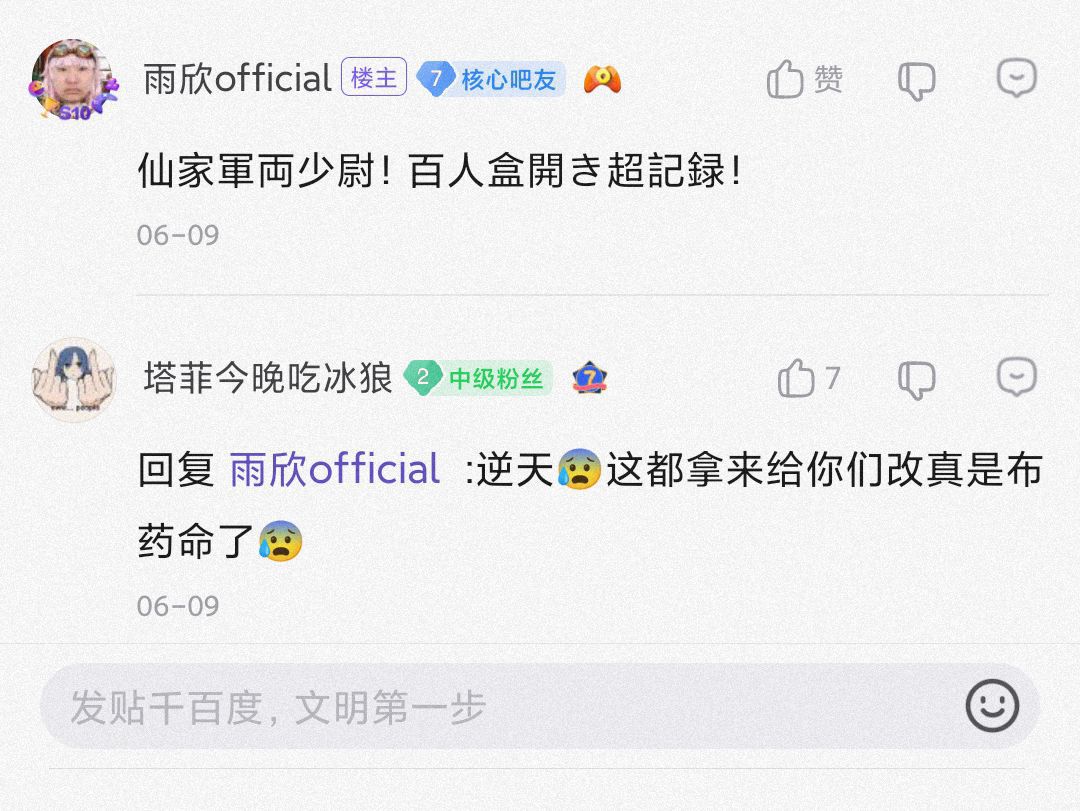 雨欣official 楼主 7 核心吧友 赞
S10
仙家軍両少尉！百人盒開き超記録！
06-09
塔菲今晚吃冰狼 2 中级粉丝 7 7
回复 雨欣official :逆天😰这都拿来给你们改真是布
药命了😰
06-09
发贴千百度，文明第一步